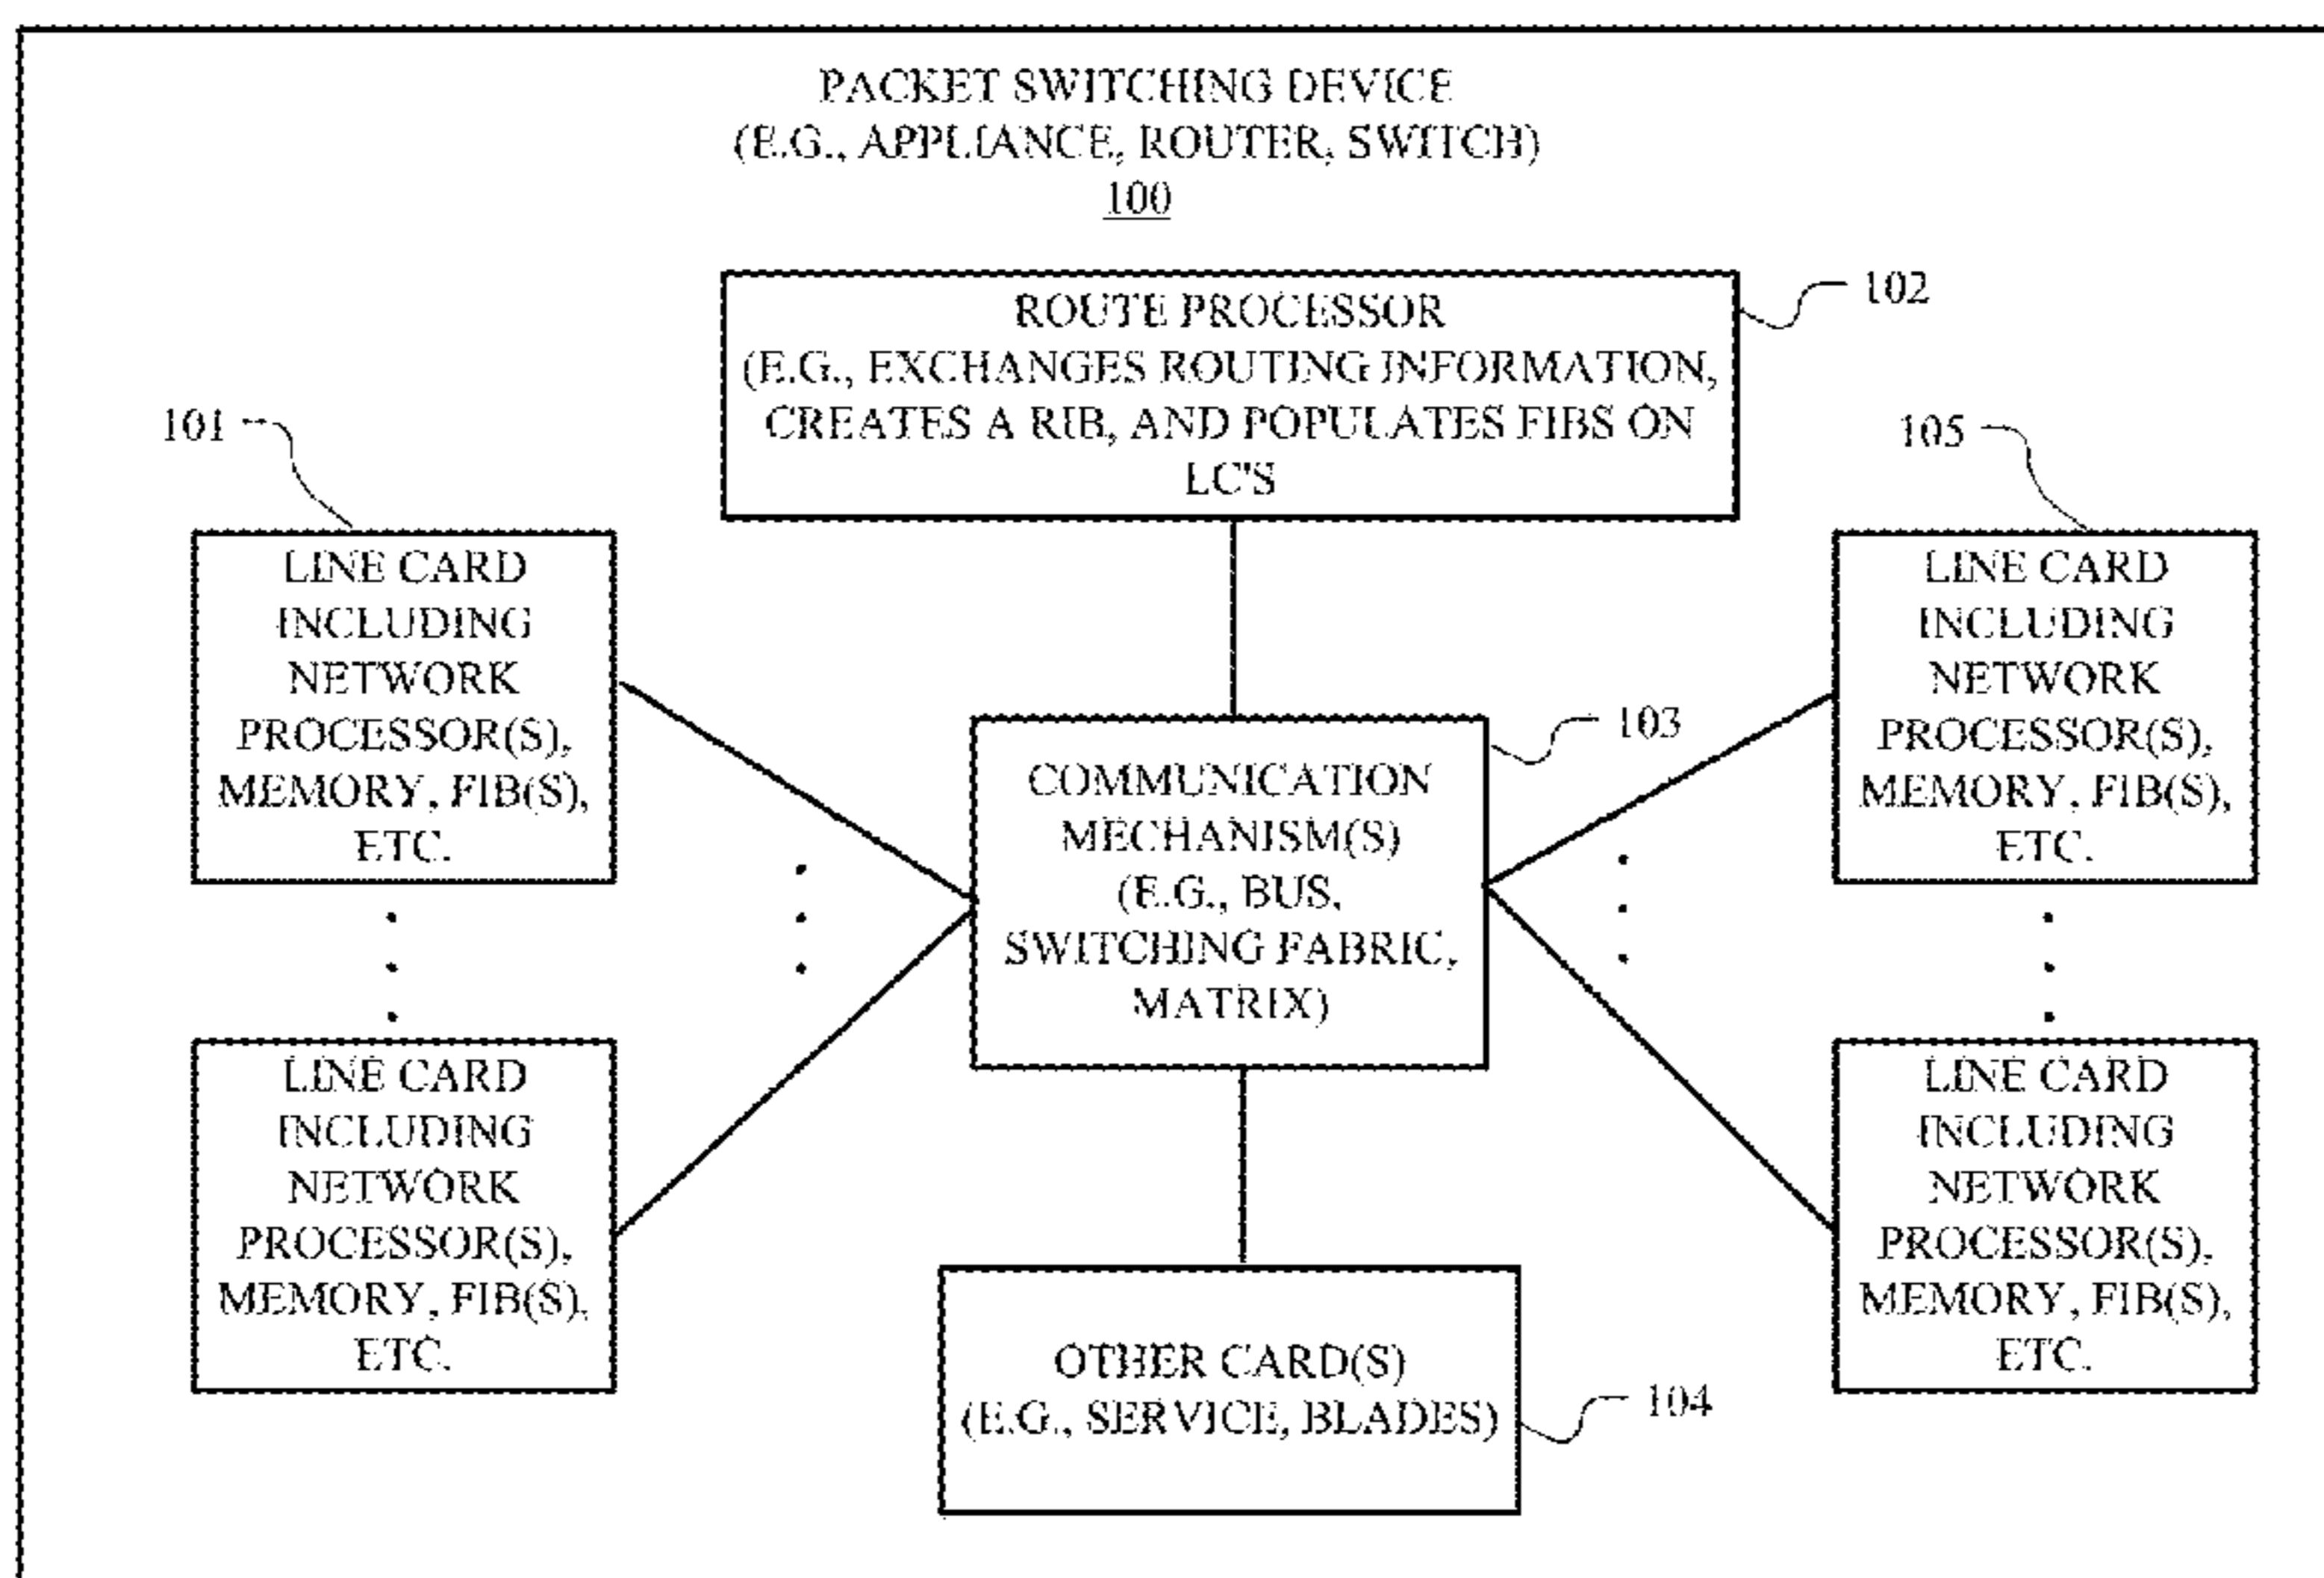 PACKET SWITCHING DEVICE
(E.G., APPLIANCE, ROUTER, SWITCH)
100
ROUTE PROCESSOR
(E.G., EXCHANGES ROUTING INFORMATION,
CREATES A RIB, AND POPULATES FIBS ON
LC'S
102
101
LINE CARD
INCLUDING
NETWORK
PROCESSOR(S),
MEMORY, FIB(S),
ETC.
105
LINE CARD
INCLUDING
NETWORK
PROCESSOR(S),
MEMORY, FIB(S),
ETC.
103
COMMUNICATION
MECHANISM(S)
(E.G., BUS,
SWITCHING FABRIC,
MATRIX)
LINE CARD
INCLUDING
NETWORK
PROCESSOR(S),
MEMORY, FIB(S),
ETC.
LINE CARD
INCLUDING
NETWORK
PROCESSOR(S),
MEMORY, FIB(S),
ETC.
OTHER CARD(S)
(E.G., SERVICE, BLADES)
104